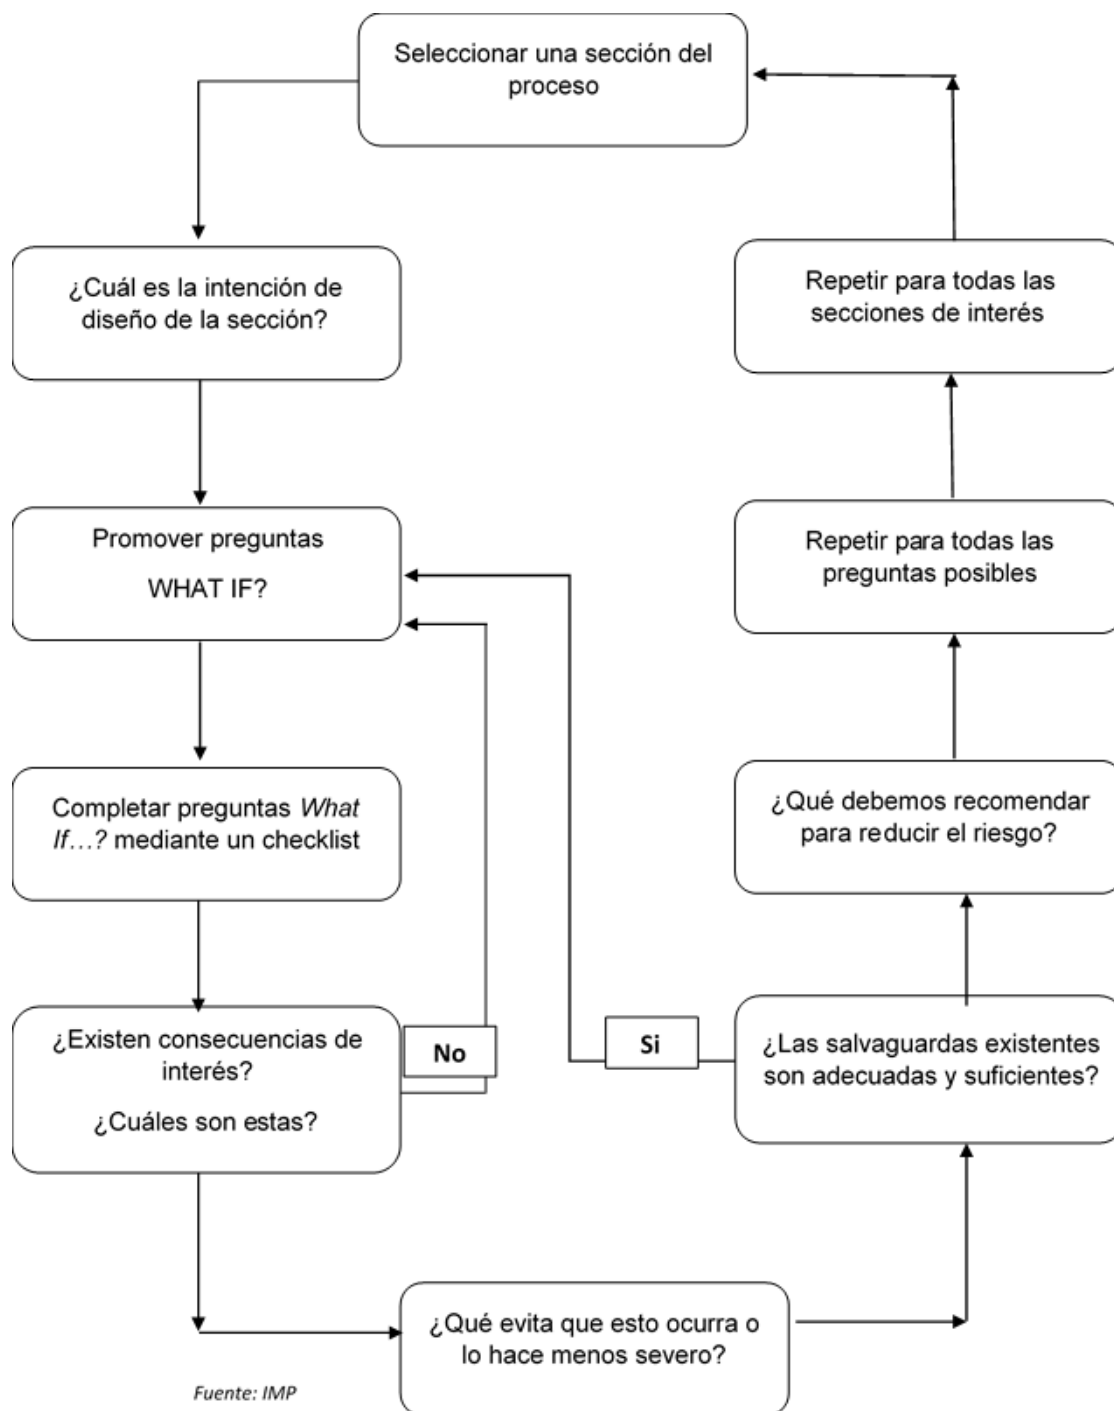 Seleccionar una sección del
proceso
¿Cuál es la intención de
diseño de la sección?
Promover preguntas
WHAT IF?
Completar preguntas What
If…? mediante un checklist
¿Existen consecuencias de
interés?
¿Cuáles son estas?
No
¿Qué evita que esto ocurra o
lo hace menos severo?
¿Las salvaguardas existentes
son adecuadas y suficientes?
Si
¿Qué debemos recomendar
para reducir el riesgo?
Repetir para todas las
preguntas posibles
Repetir para todas las
secciones de interés
Fuente: IMP